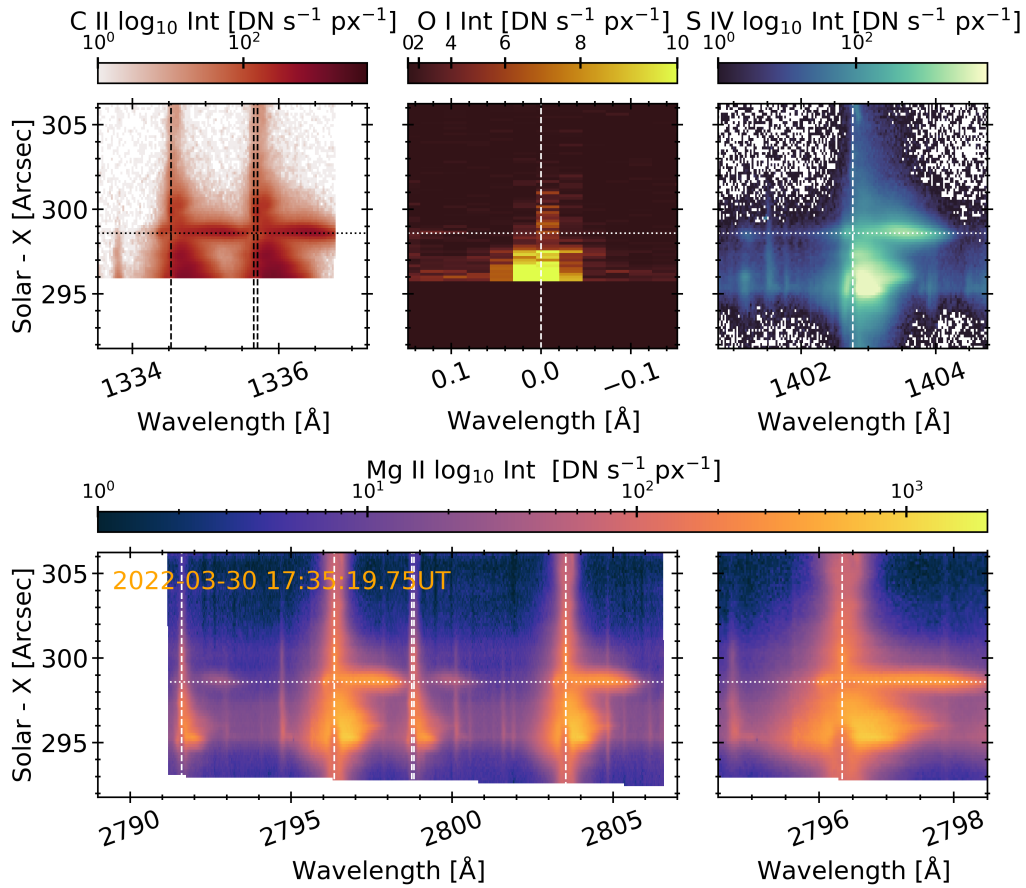 C II log₁₀ Int [DN s⁻¹ px⁻¹] O I Int [DN s⁻¹ px⁻¹] S IV log₁₀ Int [DN s⁻¹ px⁻¹]
10⁰ 10² 02 4 6 8 10 10⁰ 10²
Solar - X [Arcsec]
305
300
295
1334 1336 0.1 0.0 −0.1 1402 1404
Wavelength [Å] Wavelength [Å] Wavelength [Å]
Mg II log₁₀ Int [DN s⁻¹ px⁻¹]
10⁰ 10¹ 10² 10³
Solar - X [Arcsec]
2022-03-30 17:35:19.75UT
305
300
295
2790 2795 2800 2805 2796 2798
Wavelength [Å] Wavelength [Å]